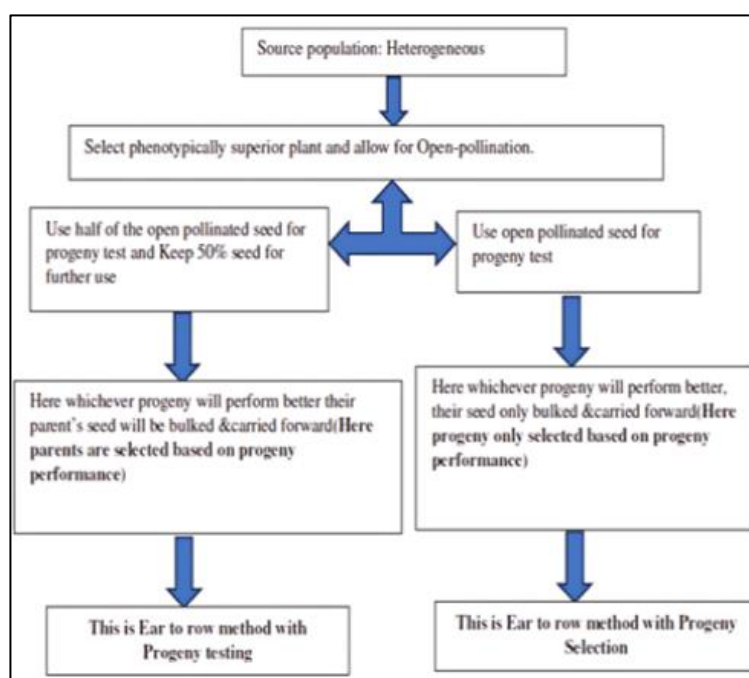 Source population: Heterogeneous
Select phenotypically superior plant and allow for Open-pollination.
Use half of the open pollinated seed for
progeny test and Keep 50% seed for
further use
Use open pollinated seed for
progeny test
Here whichever progeny will perform better their
parent's seed will be bulked &carried forward(Here
parents are selected based on progeny
performance)
Here whichever progeny will perform better,
their seed only bulked &carried forward(Here
progeny only selected based on progeny
performance)
This is Ear to row method with
Progeny testing
This is Ear to row method with Progeny
Selection